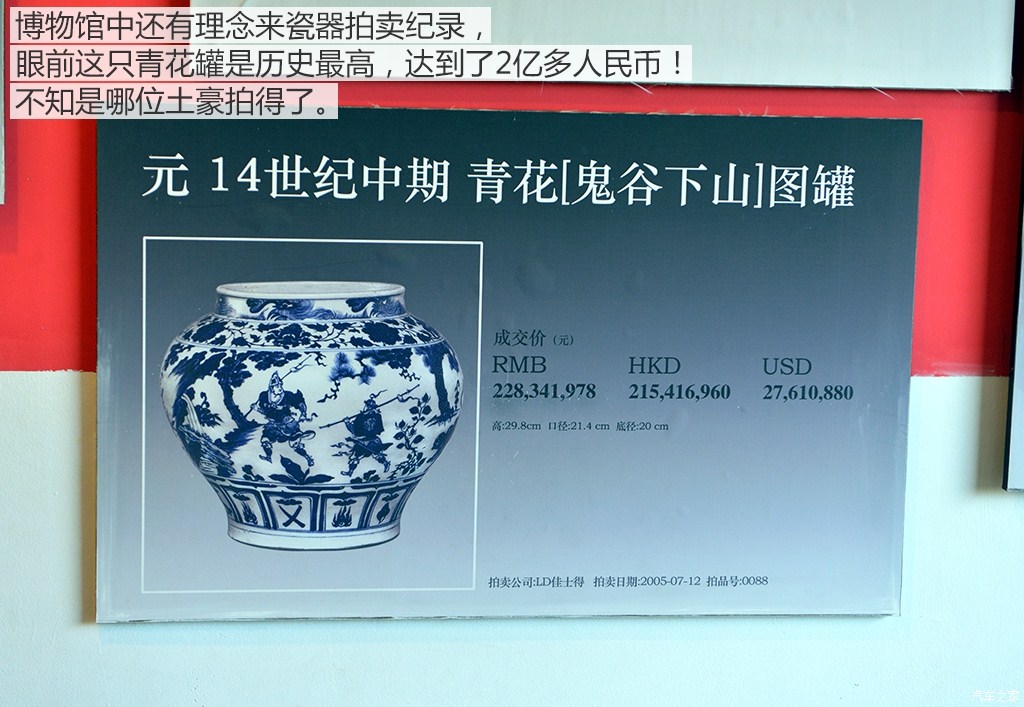 博物馆中还有理念来瓷器拍卖纪录，
眼前这只青花罐是历史最高，达到了2亿多人民币！
不知是哪位土豪拍得了。
元 14世纪中期 青花[鬼谷下山]图罐
成交价（元）
RMB HKD USD
228,341,978 215,416,960 27,610,880
高:29.8cm 口径:21.4 cm 底径:20 cm
拍卖公司:LD佳士得 拍卖日期:2005-07-12 拍品号:0088
汽车之家